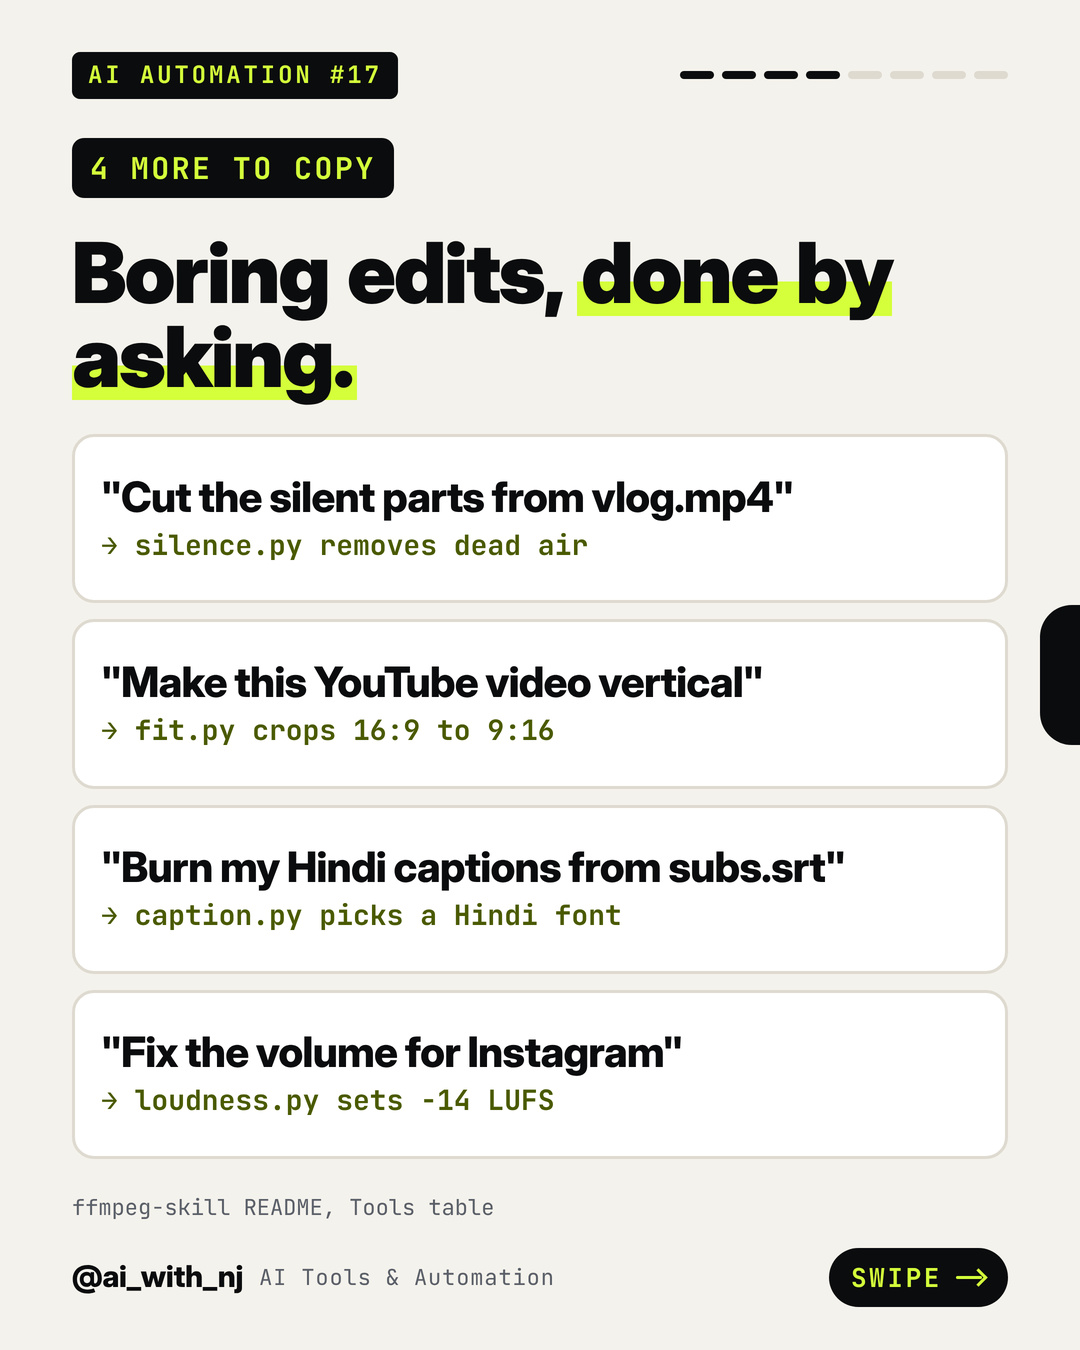 AI AUTOMATION #17
4 MORE TO COPY
Boring edits, done by
asking.
"Cut the silent parts from vlog.mp4"
→ silence.py removes dead air
"Make this YouTube video vertical"
→ fit.py crops 16:9 to 9:16
"Burn my Hindi captions from subs.srt"
→ caption.py picks a Hindi font
"Fix the volume for Instagram"
→ loudness.py sets -14 LUFS
ffmpeg-skill README, Tools table
@ai_with_nj AI Tools & Automation
SWIPE →